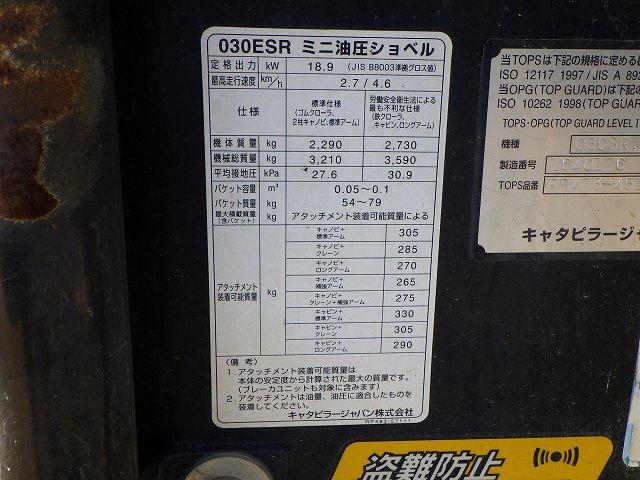 030ESR ミニ油圧ショベル
定格出力 kW 18.9 (JIS B8003準拠グロス値)
最高走行速度 km/h 2.7 / 4.6
仕様 標準仕様 (ゴムクローラ、2柱キャノピ、標準アーム) 労働安全衛生法による最も不利な仕様 (鉄クローラ、キャビン、ロングアーム)
機体質量 kg 2,290 2,730
機械総質量 kg 3,210 3,590
平均接地圧 kPa 27.6 30.9
バケット容量 m³ 0.05〜0.1
バケット質量 kg 54〜79
最大積載質量 (含バケット) kg アタッチメント装着可能質量による
アタッチメント装着可能質量 kg
キャノピ+標準アーム 305
キャノピ+クレーン 285
キャノピ+ロングアーム 270
キャノピ+補強アーム 265
キャノピ+クレーン+補強アーム 275
キャビン+標準アーム 330
キャビン+クレーン 305
キャビン+ロングアーム 290
(備考)
1.アタッチメント装着可能質量は
本体の安定度から計算された最大の質量です。
(ブレーカユニットも対象に含みます)
2.アタッチメントは油量、油圧に適合したものを
装着してください。
キャタピラージャパン株式会社
RP483-57111
当TOPSは下記の規格に定める
ISO 12117 1997/JIS A 89
当OPG(TOP GUARD)は下記の
ISO 10262 1998(TOP GUAR
TOPS・OPG(TOP GUARD LEVEL I
機種
製造番号
TOPS品番
キャタピラージャパ
盗難防止